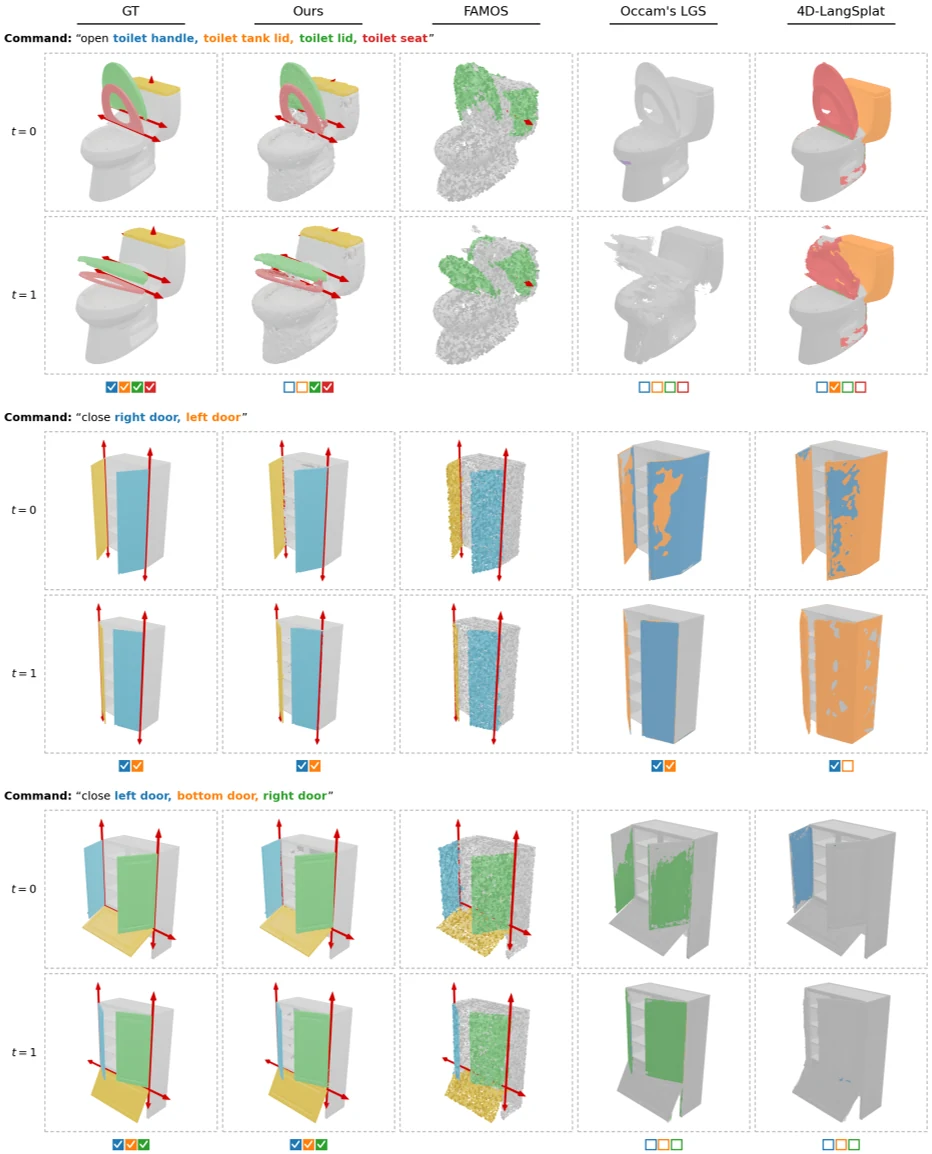 GT Ours FAMOS Occam's LGS 4D-LangSplat
Command: “open toilet handle, toilet tank lid, toilet lid, toilet seat”
t = 0
t = 1
Command: “close right door, left door”
t = 0
t = 1
Command: “close left door, bottom door, right door”
t = 0
t = 1